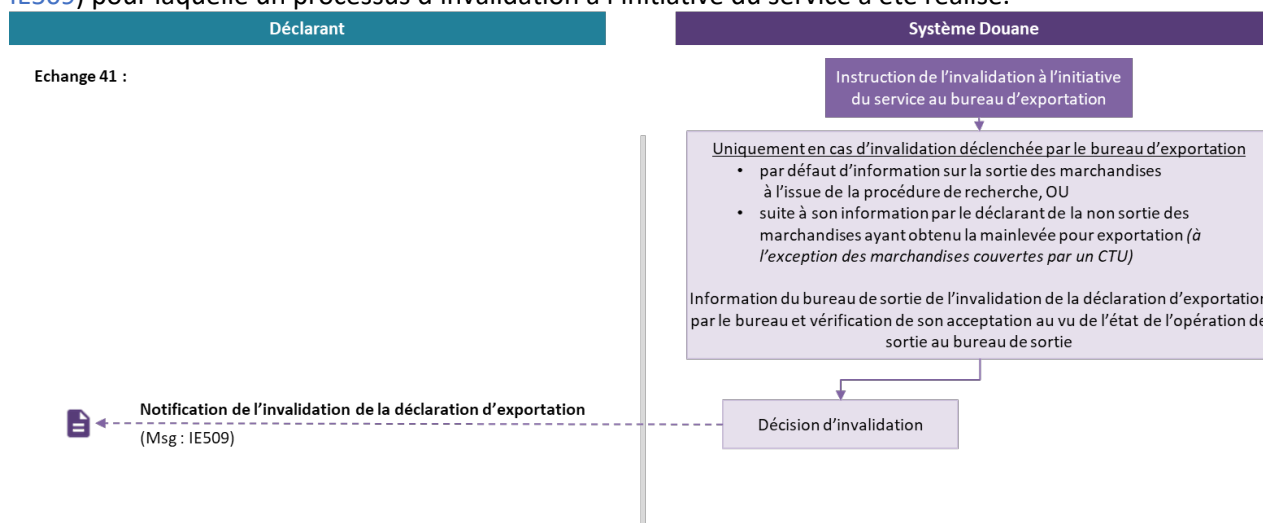 IE509) pour laquelle un processus d'invalidation à l'initiative du service a été réalisé.
Déclarant
Système Douane
Echange 41 :
Instruction de l'invalidation à l'initiative
du service au bureau d'exportation
Uniquement en cas d'invalidation déclenchée par le bureau d'exportation
• par défaut d'information sur la sortie des marchandises
à l'issue de la procédure de recherche, OU
• suite à son information par le déclarant de la non sortie des
marchandises ayant obtenu la mainlevée pour exportation (à
l'exception des marchandises couvertes par un CTU)
Information du bureau de sortie de l'invalidation de la déclaration d'exportation
par le bureau et vérification de son acceptation au vu de l'état de l'opération de
sortie au bureau de sortie
Notification de l'invalidation de la déclaration d'exportation
(Msg : IE509)
Décision d'invalidation